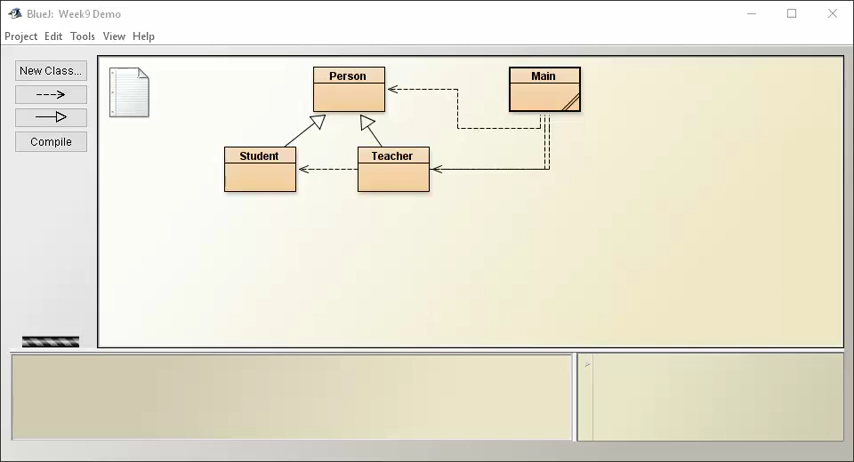 BlueJ: Week9 Demo
Project Edit Tools View Help
New Class...
Compile
Person
Main
Student
Teacher